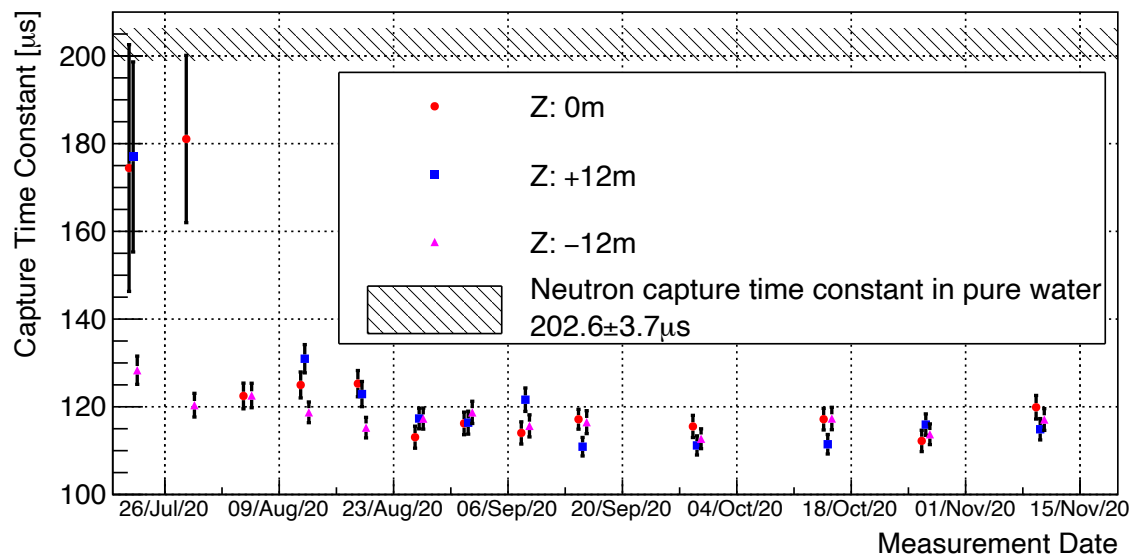 Capture Time Constant [μs]
200
180
160
140
120
100
Z: 0m
Z: +12m
Z: −12m
Neutron capture time constant in pure water
202.6±3.7μs
26/Jul/20 09/Aug/20 23/Aug/20 06/Sep/20 20/Sep/20 04/Oct/20 18/Oct/20 01/Nov/20 15/Nov/20
Measurement Date